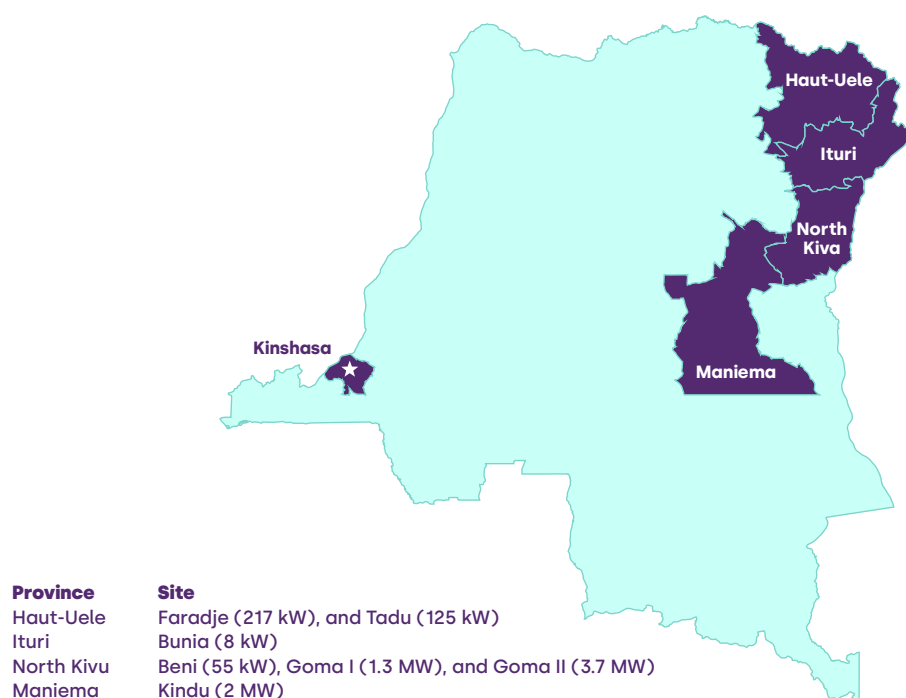 Haut-Uele
Ituri
North
Kiva
Kinshasa
Maniema
Province Site
Haut-Uele Faradje (217 kW), and Tadu (125 kW)
Ituri Bunia (8 kW)
North Kivu Beni (55 kW), Goma I (1.3 MW), and Goma II (3.7 MW)
Maniema Kindu (2 MW)